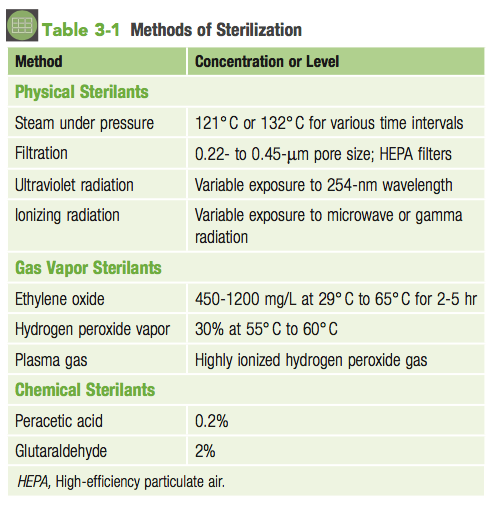 Table 3-1 Methods of Sterilization
Method Concentration or Level
Physical Sterilants
Steam under pressure 121°C or 132°C for various time intervals
Filtration 0.22- to 0.45-μm pore size; HEPA filters
Ultraviolet radiation Variable exposure to 254-nm wavelength
Ionizing radiation Variable exposure to microwave or gamma
radiation
Gas Vapor Sterilants
Ethylene oxide 450-1200 mg/L at 29°C to 65°C for 2-5 hr
Hydrogen peroxide vapor 30% at 55°C to 60°C
Plasma gas Highly ionized hydrogen peroxide gas
Chemical Sterilants
Peracetic acid 0.2%
Glutaraldehyde 2%
HEPA, High-efficiency particulate air.